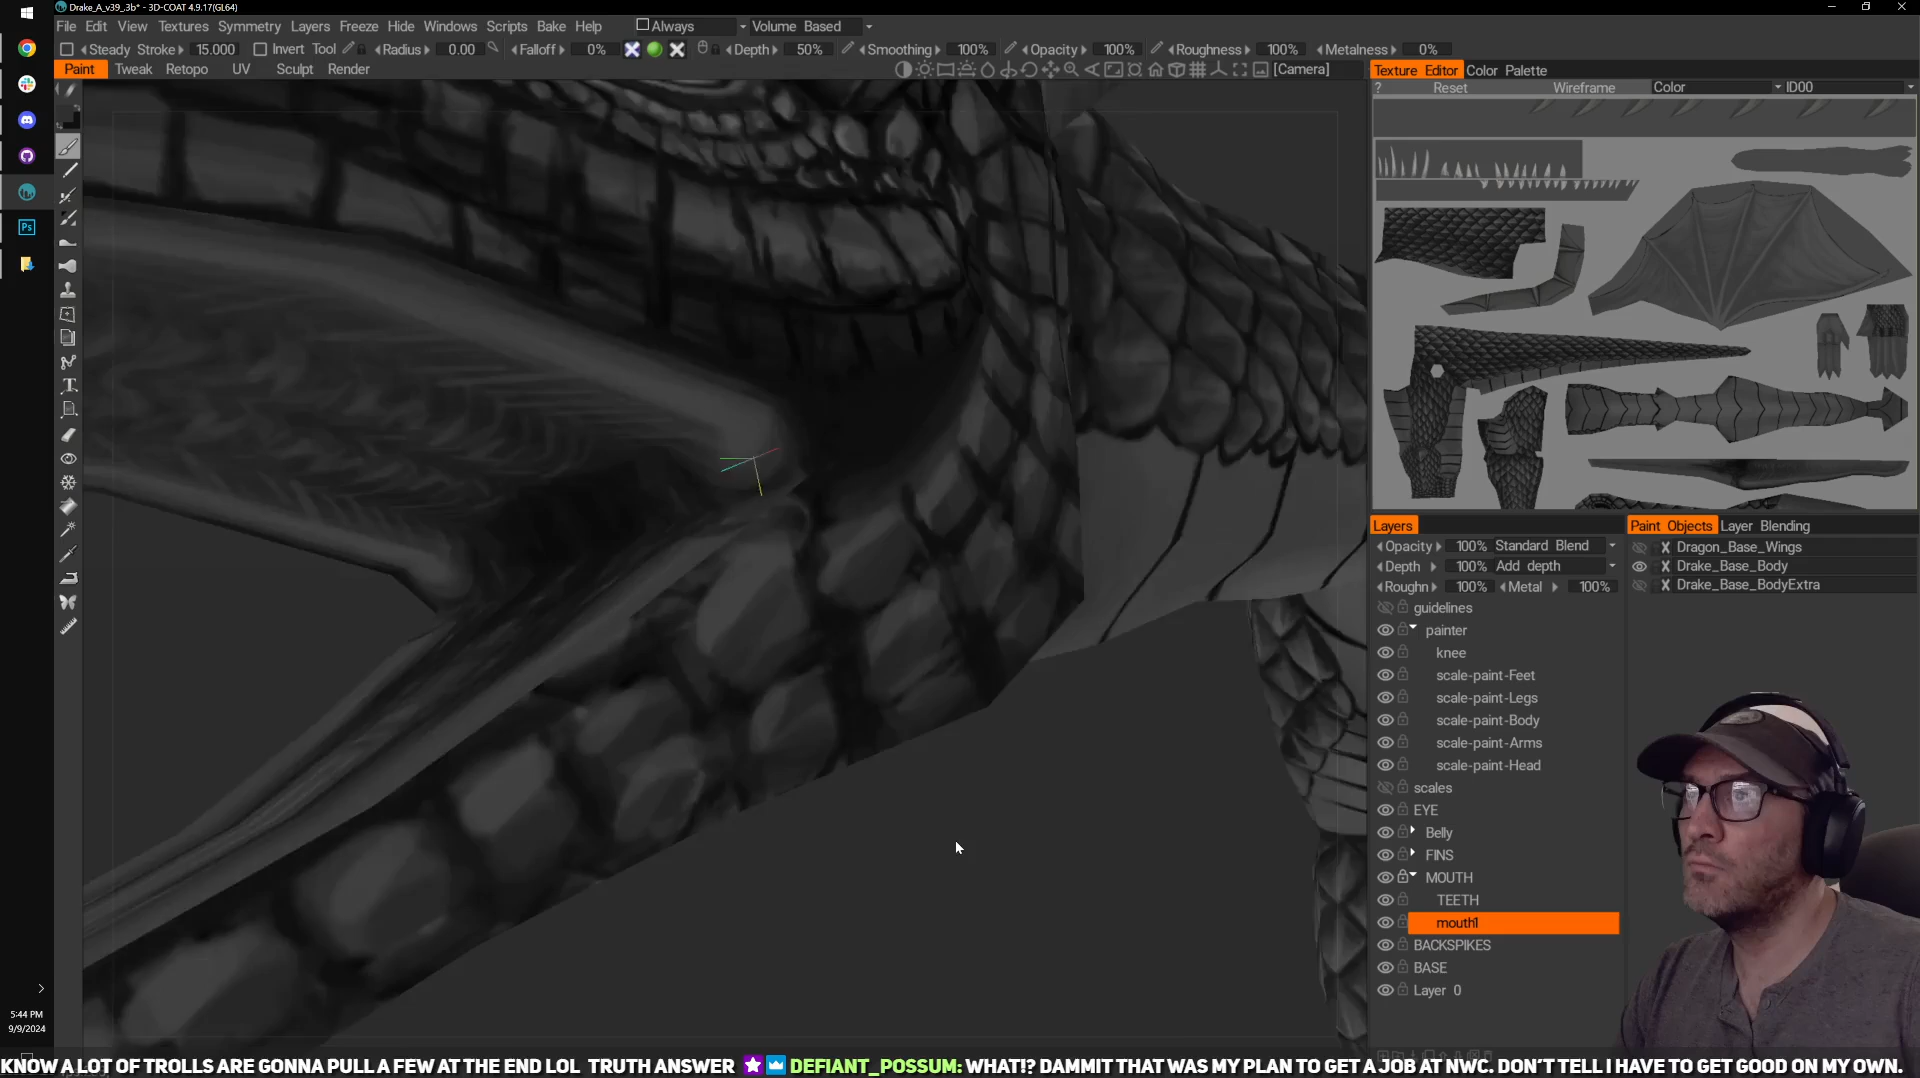 Drake_A_v39_.3b* - 3D-COAT 4.9.17(GL64)
File Edit View Textures Symmetry Layers Freeze Hide Windows Scripts Bake Help Always Volume Based
Steady Stroke 15.000 Invert Tool Radius 0.00 Falloff 0% Depth 50% Smoothing 100% Opacity 100% Roughness 100% Metalness 0%
Paint Tweak Retopo UV Sculpt Render [Camera]
Texture Editor Color Palette
? Reset Wireframe Color ID00
Layers
Opacity 100% Standard Blend
Depth 100% Add depth
Roughn 100% Metal 100%
guidelines
painter
knee
scale-paint-Feet
scale-paint-Legs
scale-paint-Body
scale-paint-Arms
scale-paint-Head
scales
EYE
Belly
FINS
MOUTH
TEETH
mouth1
BACKSPIKES
BASE
Layer 0
Paint Objects Layer Blending
X Dragon_Base_Wings
X Drake_Base_Body
X Drake_Base_BodyExtra
Ps
5:44 PM
9/9/2024
KNOW A LOT OF TROLLS ARE GONNA PULL A FEW AT THE END LOL TRUTH ANSWER DEFIANT_POSSUM: WHAT!? DAMMIT THAT WAS MY PLAN TO GET A JOB AT NWC. DON'T TELL I HAVE TO GET GOOD ON MY OWN.